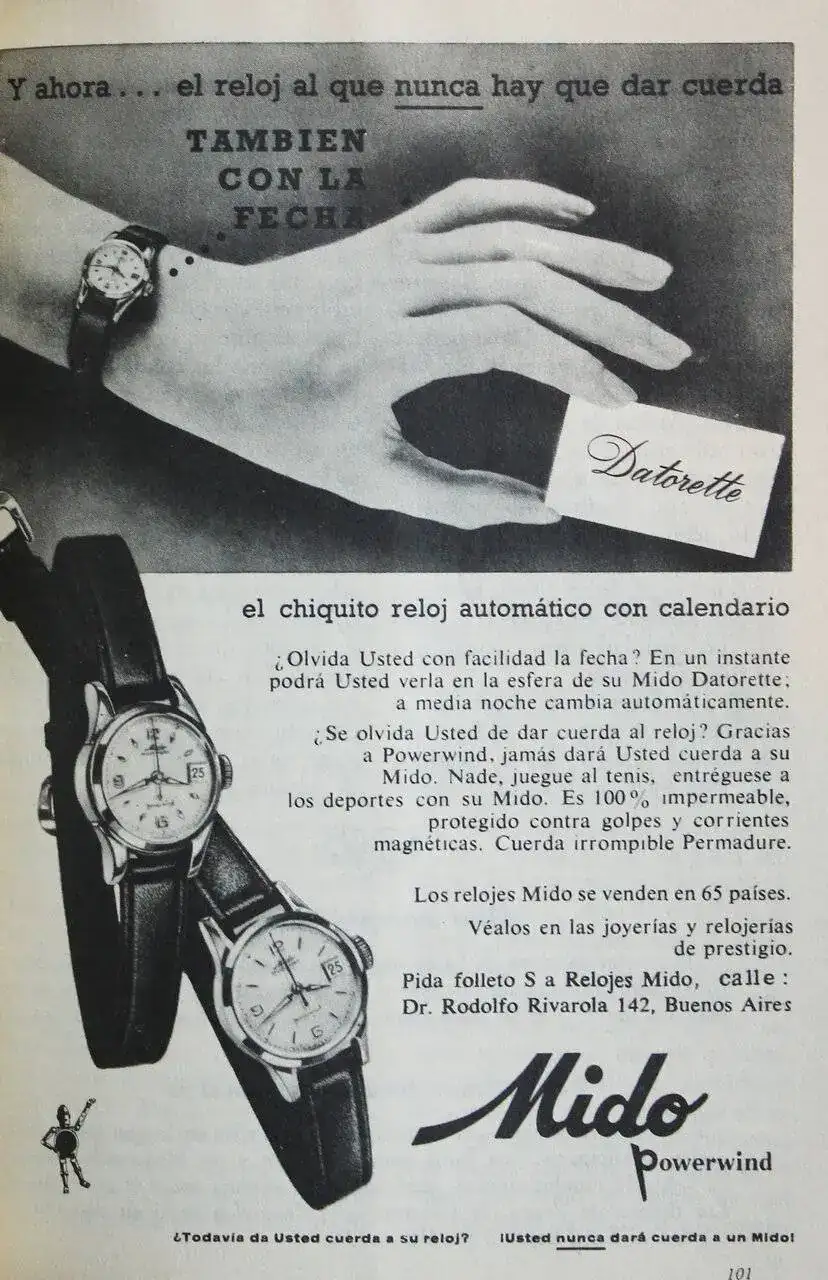 Y ahora... el reloj al que nunca hay que dar cuerda
TAMBIEN
CON LA
FECHA
Datorette
el chiquito reloj automático con calendario
¿Olvida Usted con facilidad la fecha? En un instante
podrá Usted verla en la esfera de su Mido Datorette;
a media noche cambia automáticamente.
¿Se olvida Usted de dar cuerda al reloj? Gracias
a Powerwind, jamás dará Usted cuerda a su
Mido. Nade, juegue al tenis, entréguese a
los deportes con su Mido. Es 100% impermeable,
protegido contra golpes y corrientes
magnéticas. Cuerda irrompible Permadure.
12
25
6
12
25
6
Los relojes Mido se venden en 65 países.
Véalos en las joyerías y relojerías
de prestigio.
Pida folleto S a Relojes Mido, calle:
Dr. Rodolfo Rivarola 142, Buenos Aires
Mido
Powerwind
¿Todavía da Usted cuerda a su reloj? ¡Usted nunca dará cuerda a un Mido!
101